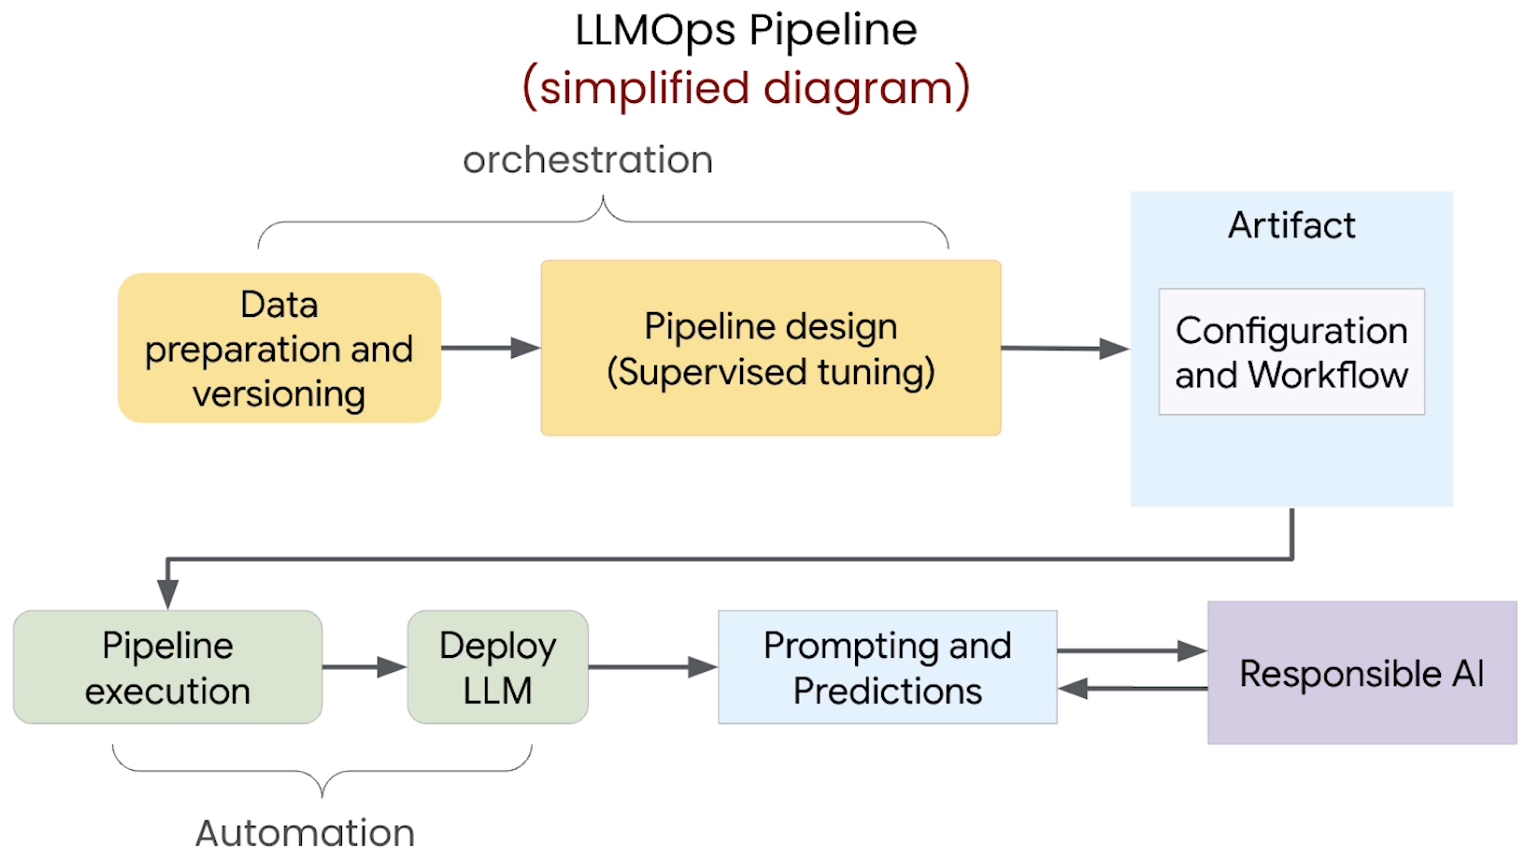 LLMOps Pipeline
(simplified diagram)
orchestration
Data
preparation and
versioning
Pipeline design
(Supervised tuning)
Artifact
Configuration
and Workflow
Pipeline
execution
Deploy
LLM
Prompting and
Predictions
Responsible AI
Automation